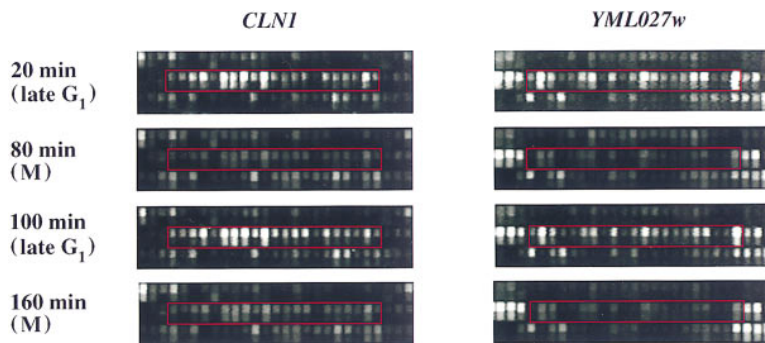 CLN1
YML027w
20 min
(late G1)
80 min
(M)
100 min
(late G1)
160 min
(M)